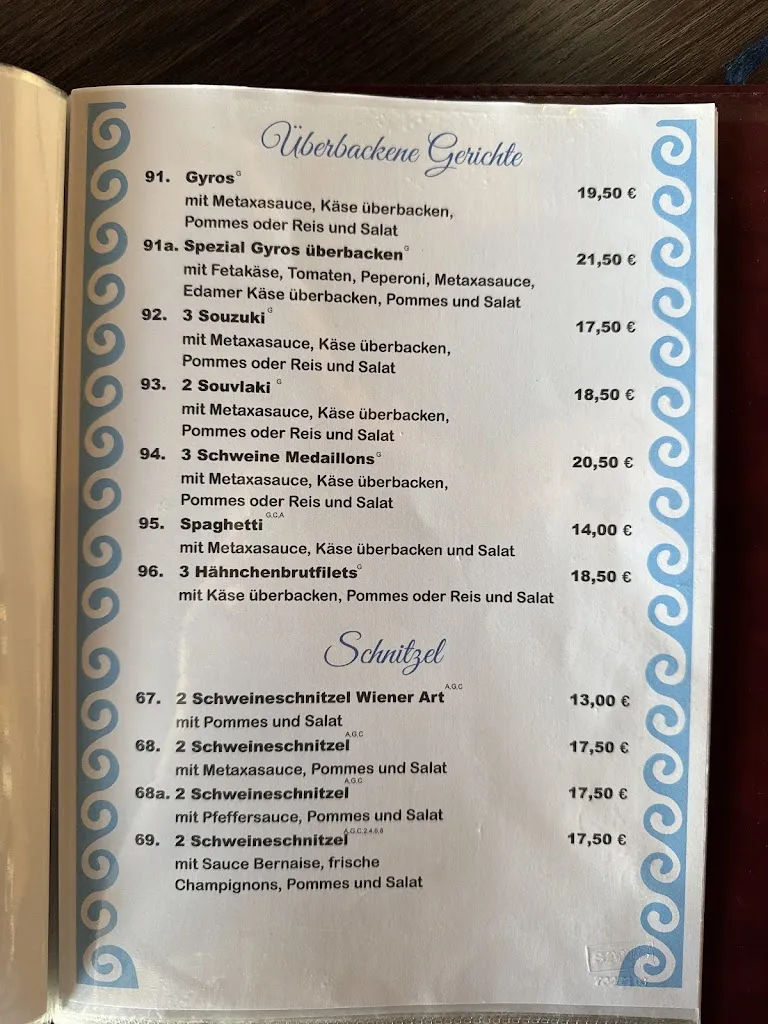 Überbackene Gerichte
91. Gyros G 19,50 €
mit Metaxasauce, Käse überbacken,
Pommes oder Reis und Salat
91a. Spezial Gyros überbacken G 21,50 €
mit Fetakäse, Tomaten, Peperoni, Metaxasauce,
Edamer Käse überbacken, Pommes und Salat
92. 3 Souzuki G 17,50 €
mit Metaxasauce, Käse überbacken,
Pommes oder Reis und Salat
93. 2 Souvlaki G 18,50 €
mit Metaxasauce, Käse überbacken,
Pommes oder Reis und Salat
94. 3 Schweine Medaillons G 20,50 €
mit Metaxasauce, Käse überbacken,
Pommes oder Reis und Salat
95. Spaghetti G,C,A 14,00 €
mit Metaxasauce, Käse überbacken und Salat
96. 3 Hähnchenbrutfilets G 18,50 €
mit Käse überbacken, Pommes oder Reis und Salat
Schnitzel
67. 2 Schweineschnitzel Wiener Art A,G,C 13,00 €
mit Pommes und Salat
68. 2 Schweineschnitzel A,G,C 17,50 €
mit Metaxasauce, Pommes und Salat
68a. 2 Schweineschnitzel A,G,C 17,50 €
mit Pfeffersauce, Pommes und Salat
69. 2 Schweineschnitzel 17,50 €
mit Sauce Bernaise, frische
Champignons, Pommes und Salat